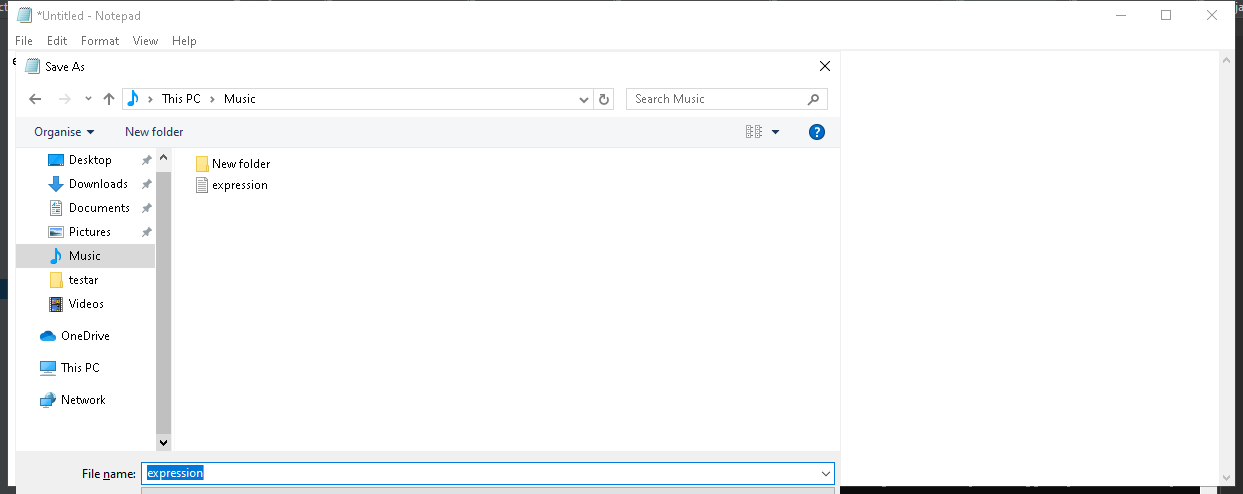 *Untitled - Notepad
File Edit Format View Help
Save As
This PC Music
Search Music
Organise New folder
Desktop
Downloads
Documents
Pictures
Music
testar
Videos
OneDrive
This PC
Network
New folder
expression
File name: expression